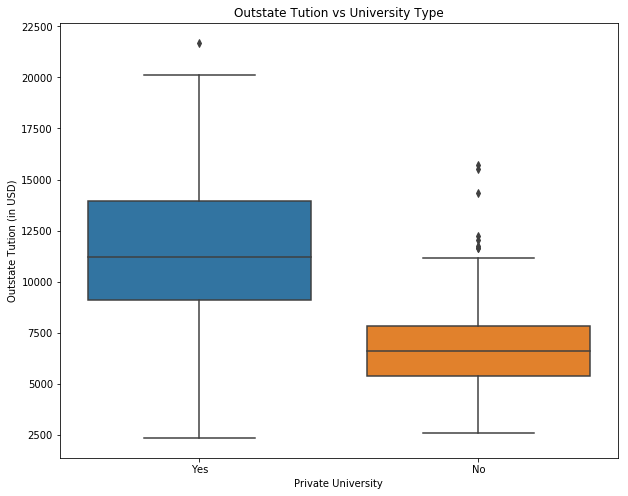 Outstate Tution vs University Type
22500
20000
17500
15000
12500
10000
7500
5000
2500
Outstate Tution (in USD)
Yes
No
Private University